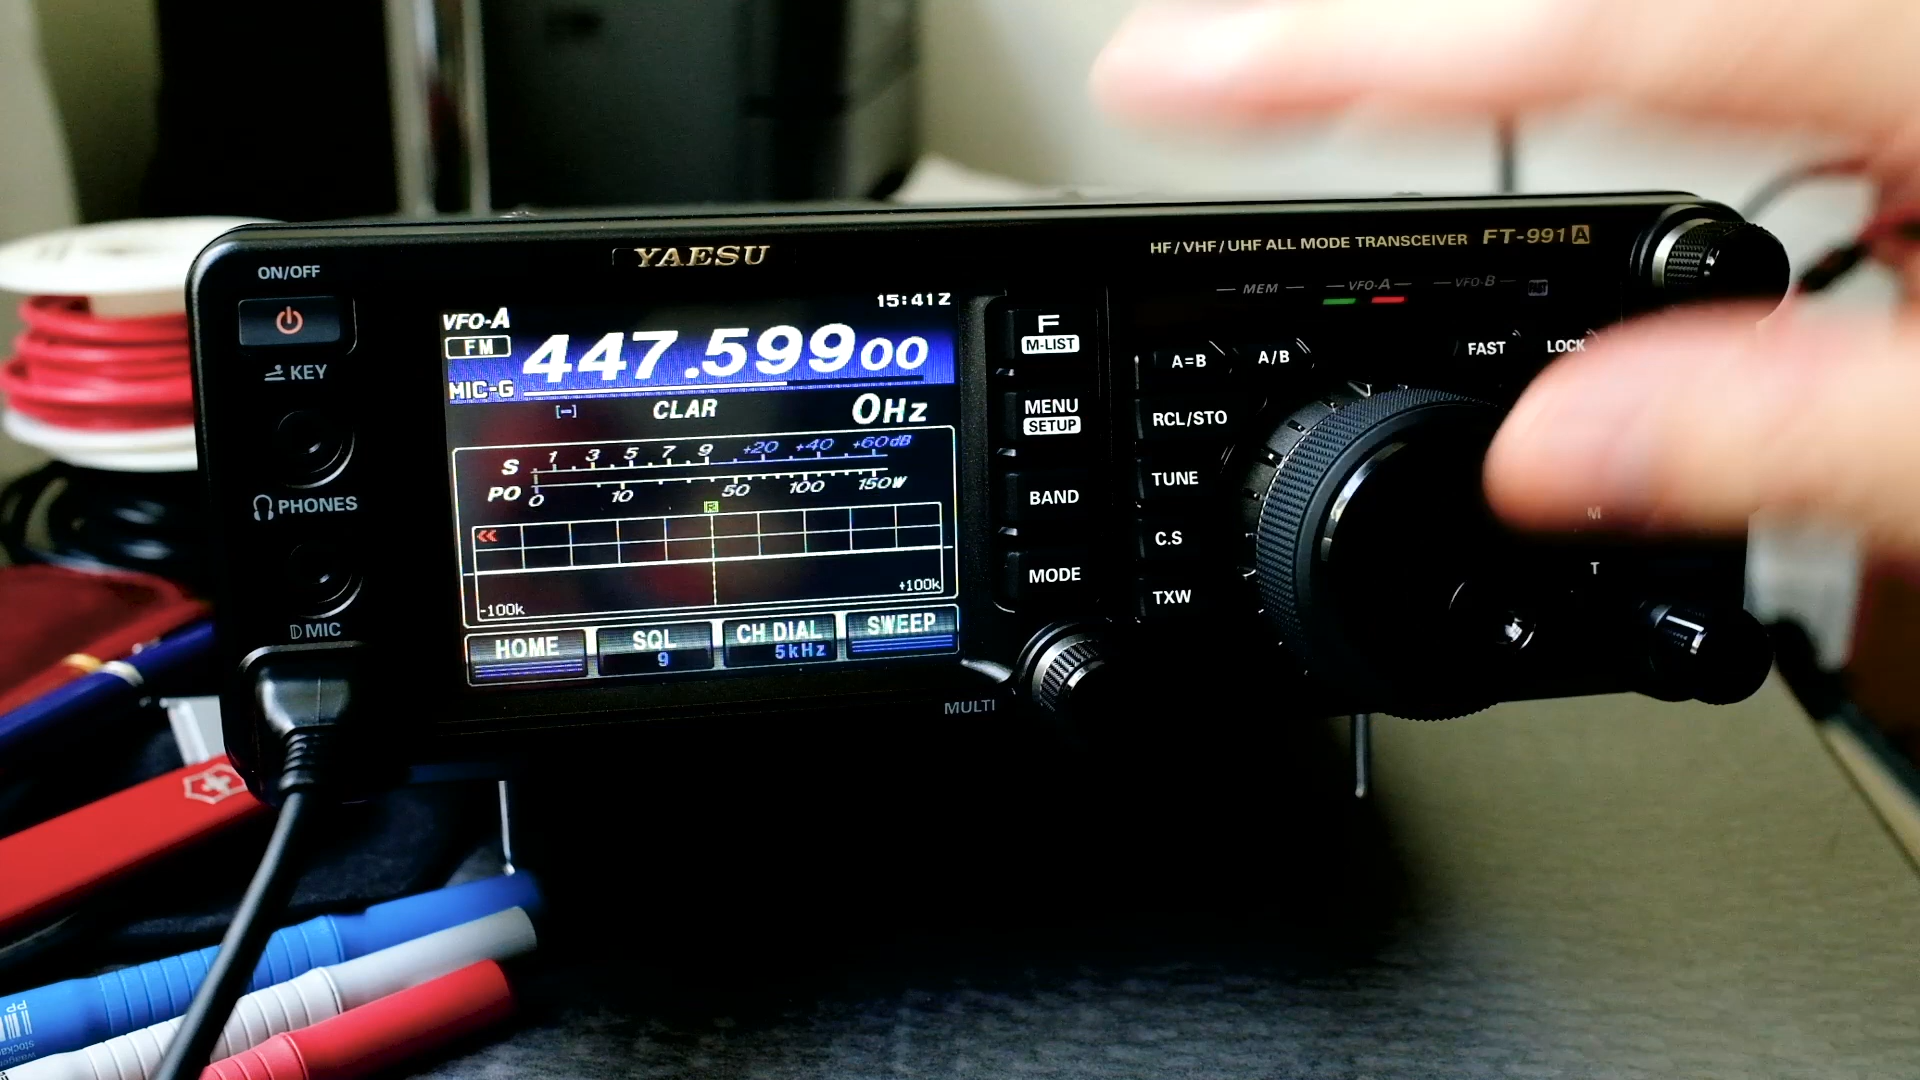 ON/OFF
KEY
PHONES
MIC
YAESU
HF/VHF/UHF ALL MODE TRANSCEIVER FT-991A
MEM VFO-A VFO-B
15:41Z
VFO-A
FM
447.59900
MIC-G
[-] CLAR 0Hz
S 1 3 5 7 9 +20 +40 +60dB
PO 0 10 50 100 150W
R
-100k +100k
HOME
SQL
9
CH DIAL
5kHz
SWEEP
F
M-LIST
MENU
SETUP
BAND
MODE
MULTI
A=B A/B
RCL/STO
TUNE
C.S
TXW
FAST LOCK
M
T